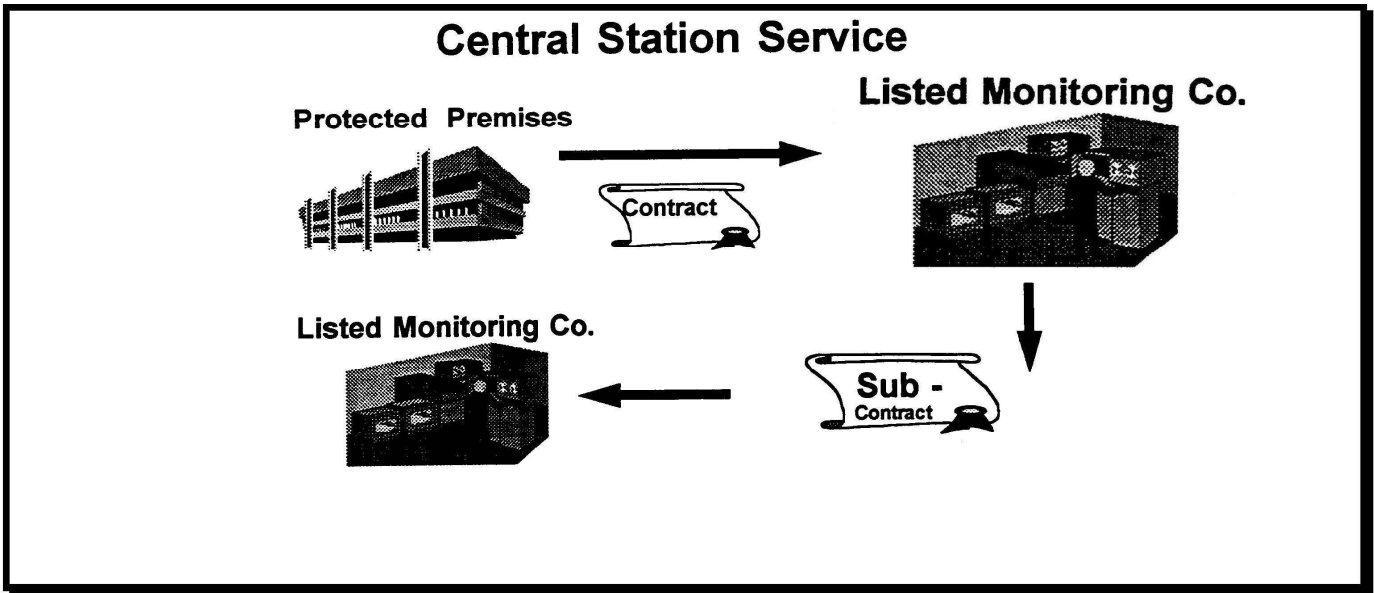 Central Station Service
Listed Monitoring Co.
Protected Premises
Contract
Listed Monitoring Co.
Sub -
Contract